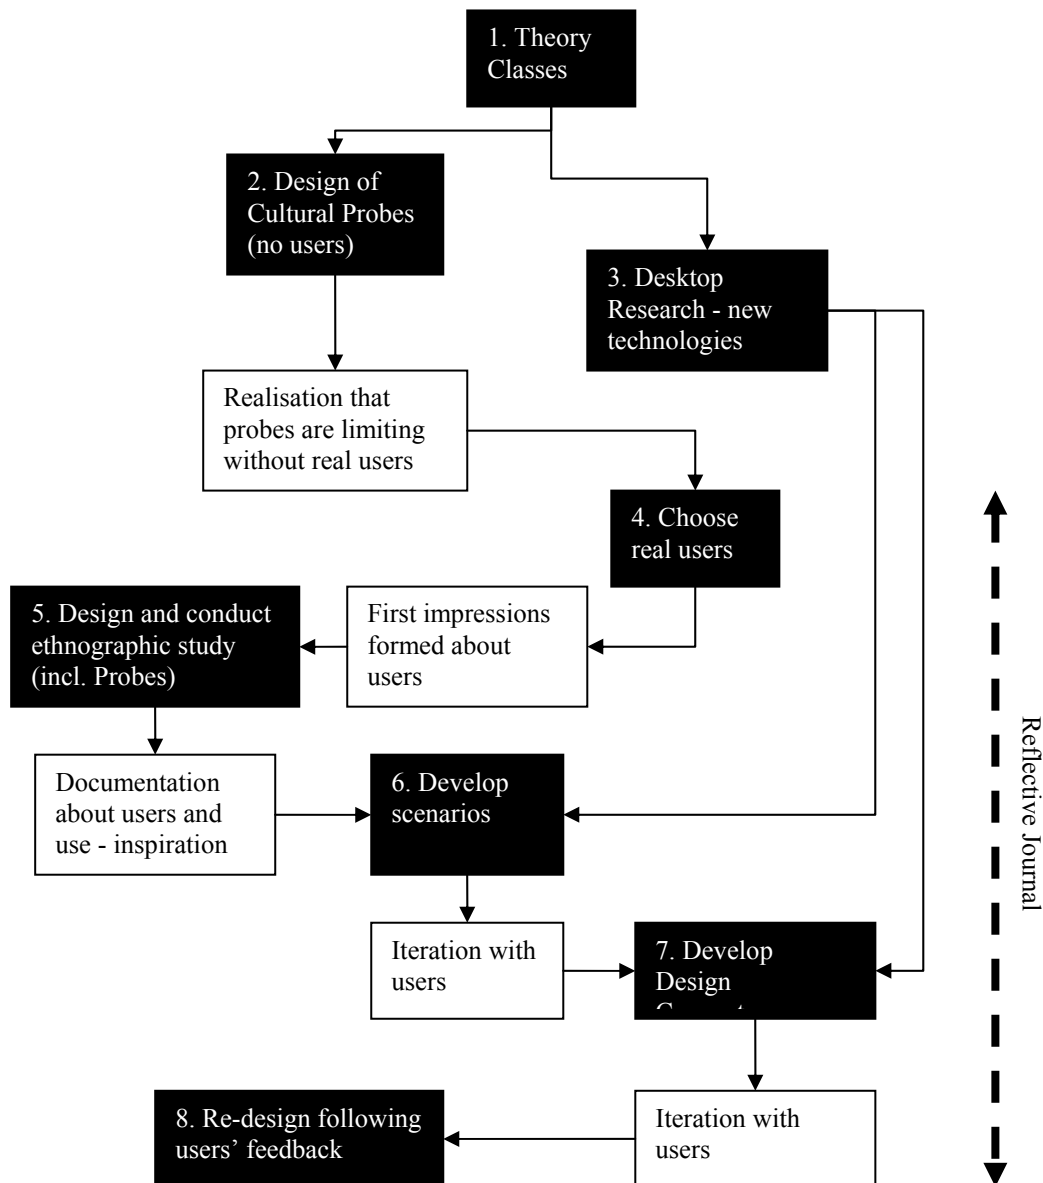 1. Theory
Classes
2. Design of
Cultural Probes
(no users)
3. Desktop
Research - new
technologies
Realisation that
probes are limiting
without real users
4. Choose
real users
5. Design and conduct
ethnographic study
(incl. Probes)
First impressions
formed about
users
Documentation
about users and
use - inspiration
6. Develop
scenarios
Iteration with
users
7. Develop
Design
8. Re-design following
users’ feedback
Iteration with
users
Reflective Journal